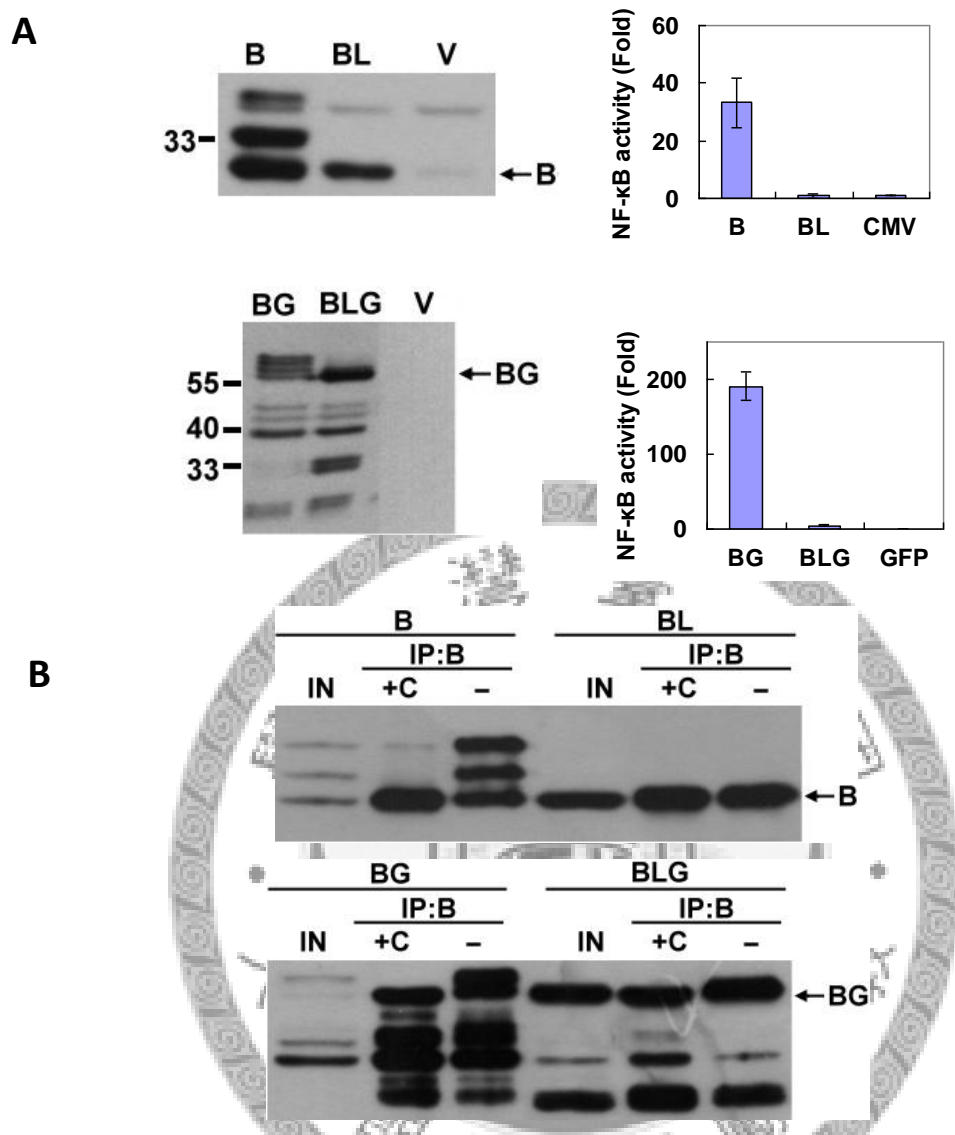 A
B BL V
33
← B
NF-κB activity (Fold)
60
40
20
0
B BL CMV
BG BLG V
55
40
33
← BG
NF-κB activity (Fold)
200
100
0
BG BLG GFP
B
B BL
IP:B IP:B
IN +C – IN +C –
← B
BG BLG
IP:B IP:B
IN +C – IN +C –
← BG